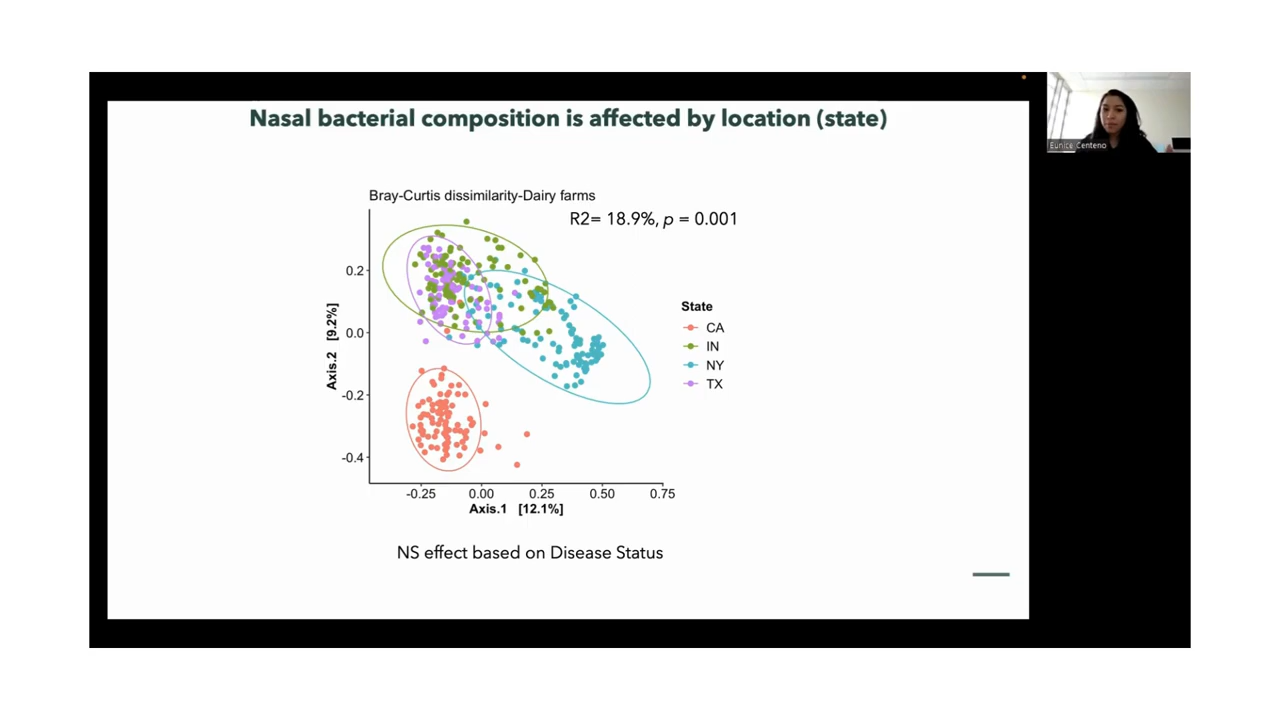 Nasal bacterial composition is affected by location (state)
Eunice Centeno
Bray-Curtis dissimilarity-Dairy farms
R2= 18.9%, p = 0.001
0.2
0.0
-0.2
-0.4
Axis.2 [9.2%]
-0.25 0.00 0.25 0.50 0.75
Axis.1 [12.1%]
State
CA
IN
NY
TX
NS effect based on Disease Status